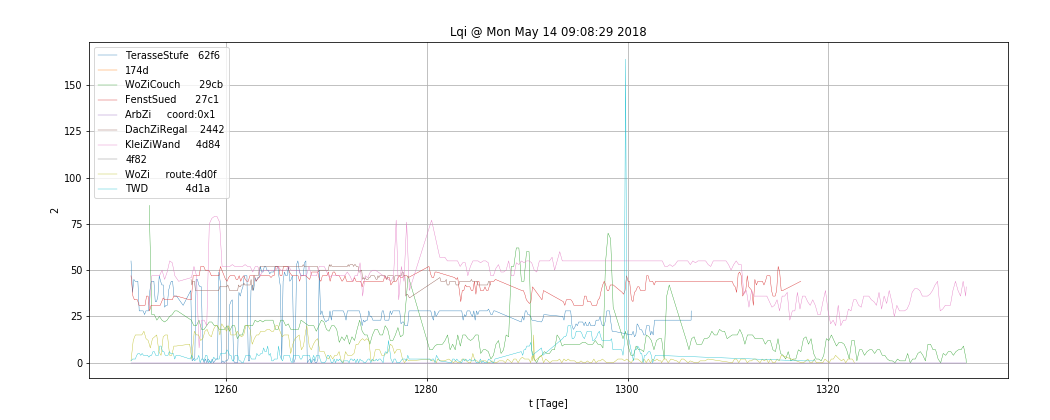 Lqi @ Mon May 14 09:08:29 2018
TerasseStufe 62f6
174d
WoZiCouch 29cb
FenstSued 27c1
ArbZi coord:0x1
DachZiRegal 2442
KleiZiWand 4d84
4f82
WoZi route:4d0f
TWD 4d1a
150
125
100
75
50
25
0
2
1260 1280 1300 1320
t [Tage]